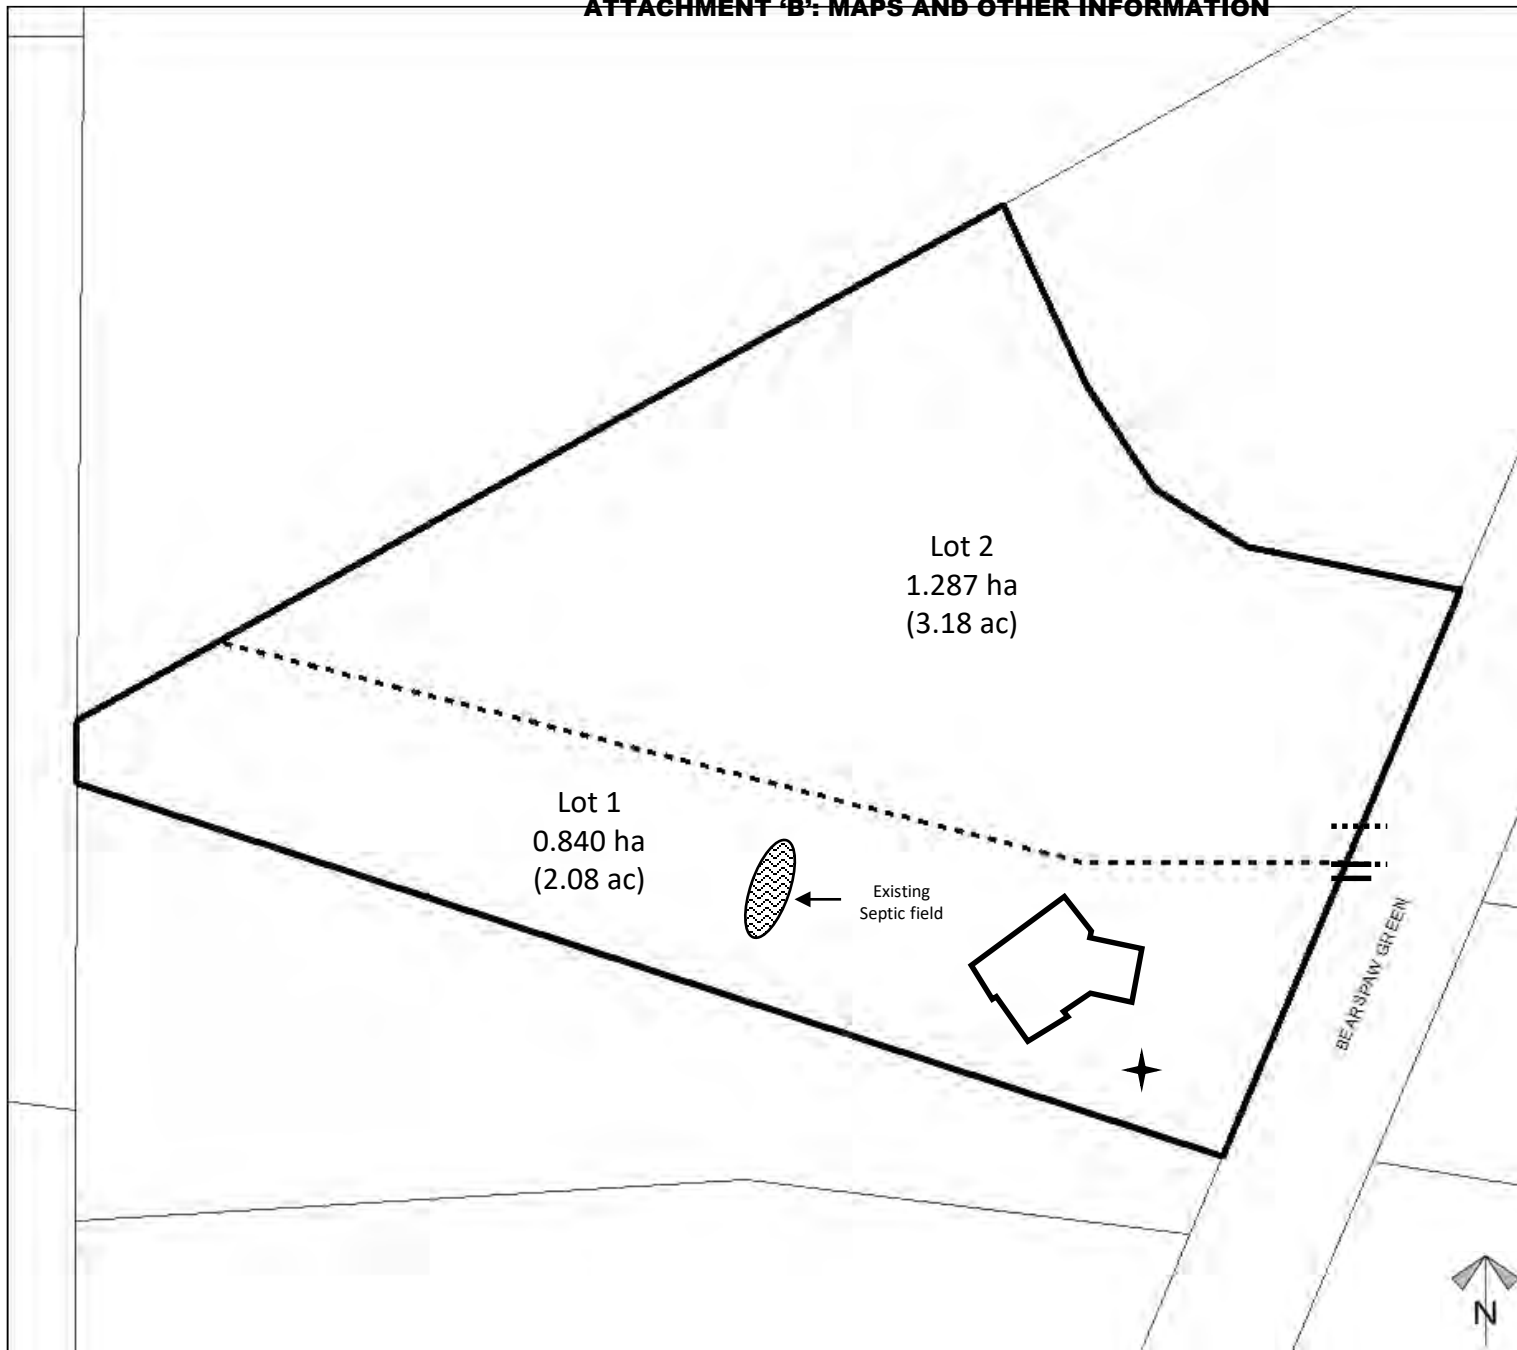 ATTACHMENT ‘B’: MAPS AND OTHER INFORMATION
Lot 2
1.287 ha
(3.18 ac)
Lot 1
0.840 ha
(2.08 ac)
Existing
Septic field
BEARSPAW GREEN
N